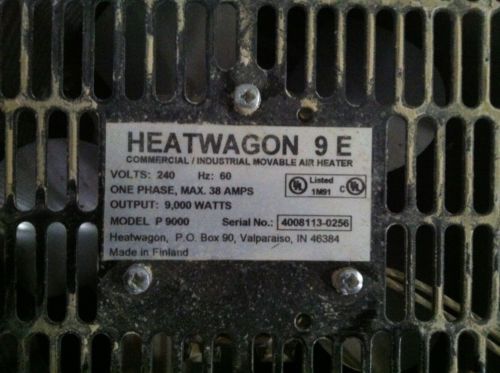 HEATWAGON 9 E
COMMERCIAL / INDUSTRIAL MOVABLE AIR HEATER
VOLTS: 240 Hz: 60
ONE PHASE, MAX. 38 AMPS
OUTPUT: 9,000 WATTS
UL Listed
1M91 C UL
MODEL P 9000 Serial No.: 4008113-0256
Heatwagon, P.O. Box 90, Valparaiso, IN 46384
Made in Finland